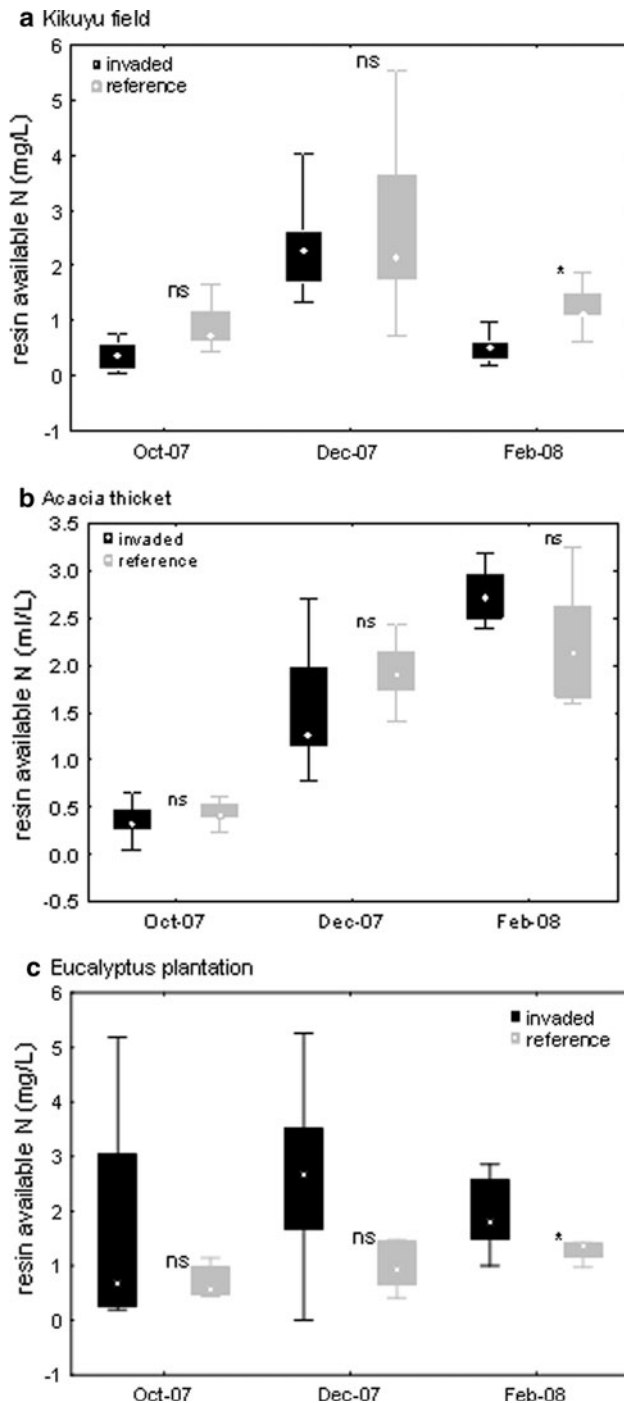 a Kikuyu field
resin available N (mg/L)
6
5
4
3
2
1
0
-1
invaded
reference
ns
ns
*
Oct-07 Dec-07 Feb-08
b Acacia thicket
resin available N (ml/L)
3.5
3.0
2.5
2.0
1.5
1.0
0.5
0.0
-0.5
invaded
reference
ns
ns
ns
Oct-07 Dec-07 Feb-08
c Eucalyptus plantation
resin available N (mg/L)
6
5
4
3
2
1
0
-1
invaded
reference
ns
ns
*
Oct-07 Dec-07 Feb-08